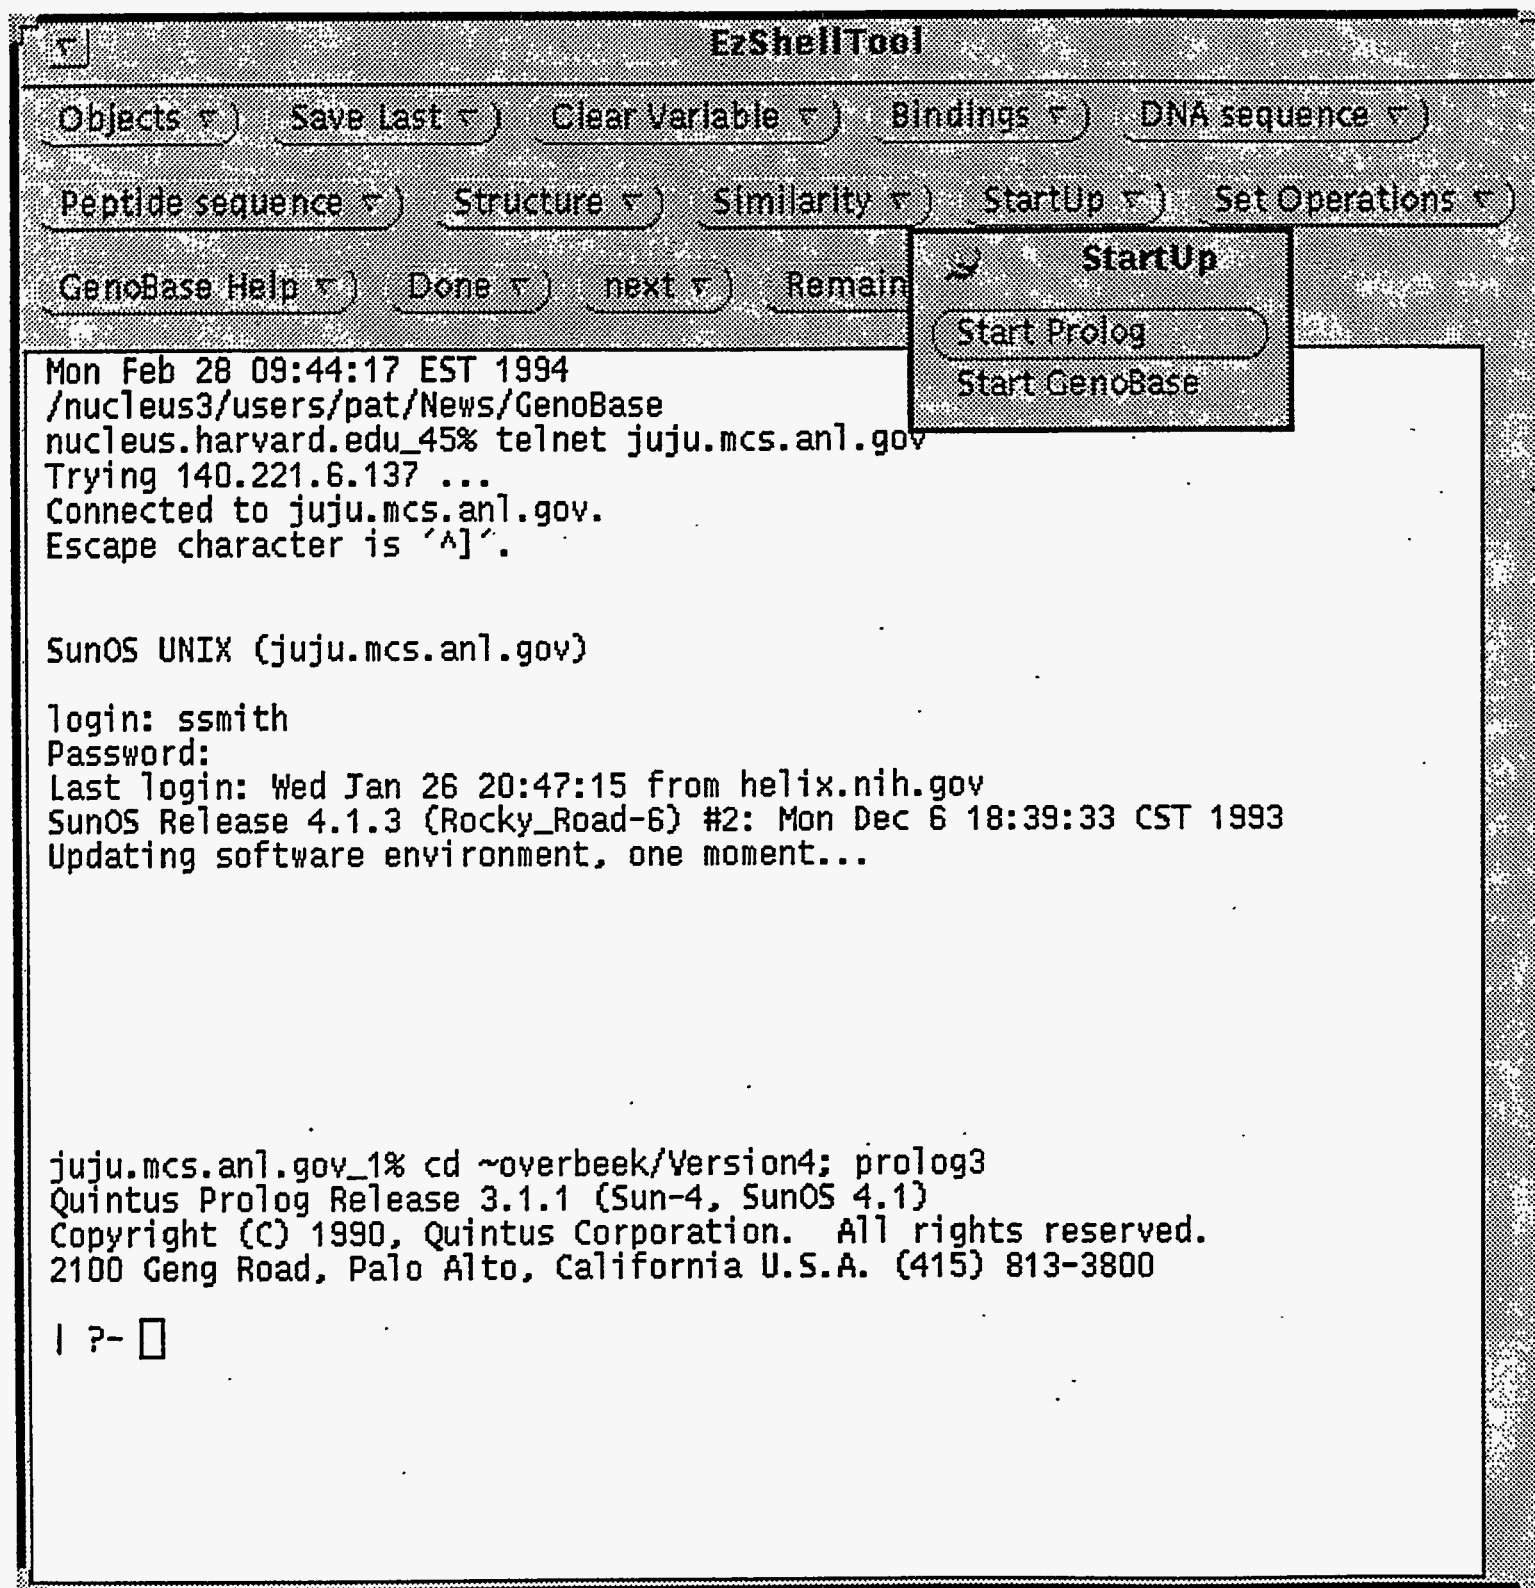 EzShellTool
Objects Save Last Clear Variable Bindings DNA sequence
Peptide sequence Structure Similarity StartUp Set Operations
GenoBase Help Done next Remain
StartUp
Start Prolog
Start GenoBase
Mon Feb 28 09:44:17 EST 1994
/nucleus3/users/pat/News/GenoBase
nucleus.harvard.edu_45% telnet juju.mcs.anl.gov
Trying 140.221.6.137 ...
Connected to juju.mcs.anl.gov.
Escape character is '^]'.
SunOS UNIX (juju.mcs.anl.gov)
login: ssmith
Password:
Last login: Wed Jan 26 20:47:15 from helix.nih.gov
SunOS Release 4.1.3 (Rocky_Road-6) #2: Mon Dec 6 18:39:33 CST 1993
Updating software environment, one moment...
juju.mcs.anl.gov_1% cd ~overbeek/Version4; prolog3
Quintus Prolog Release 3.1.1 (Sun-4, SunOS 4.1)
Copyright (C) 1990, Quintus Corporation.  All rights reserved.
2100 Geng Road, Palo Alto, California U.S.A. (415) 813-3800
| ?-